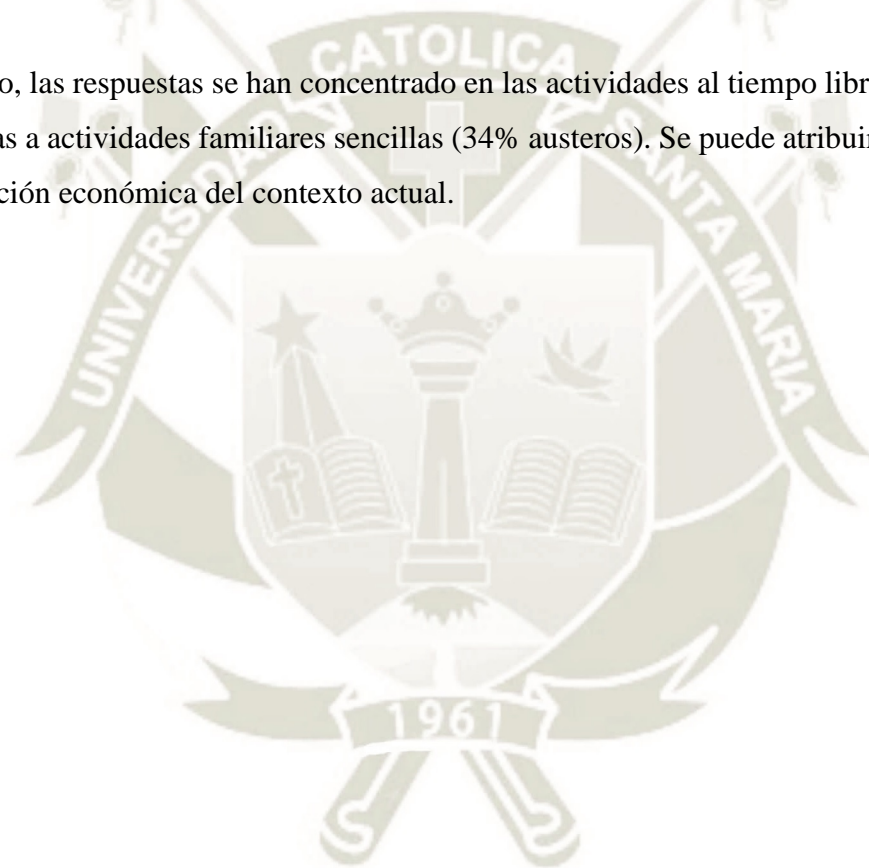 o, las respuestas se han concentrado en las actividades al tiempo libr
as a actividades familiares sencillas (34% austeros). Se puede atribuir
ción económica del contexto actual.
UNIVERSIDAD CATOLICA SANTA MARIA
1961